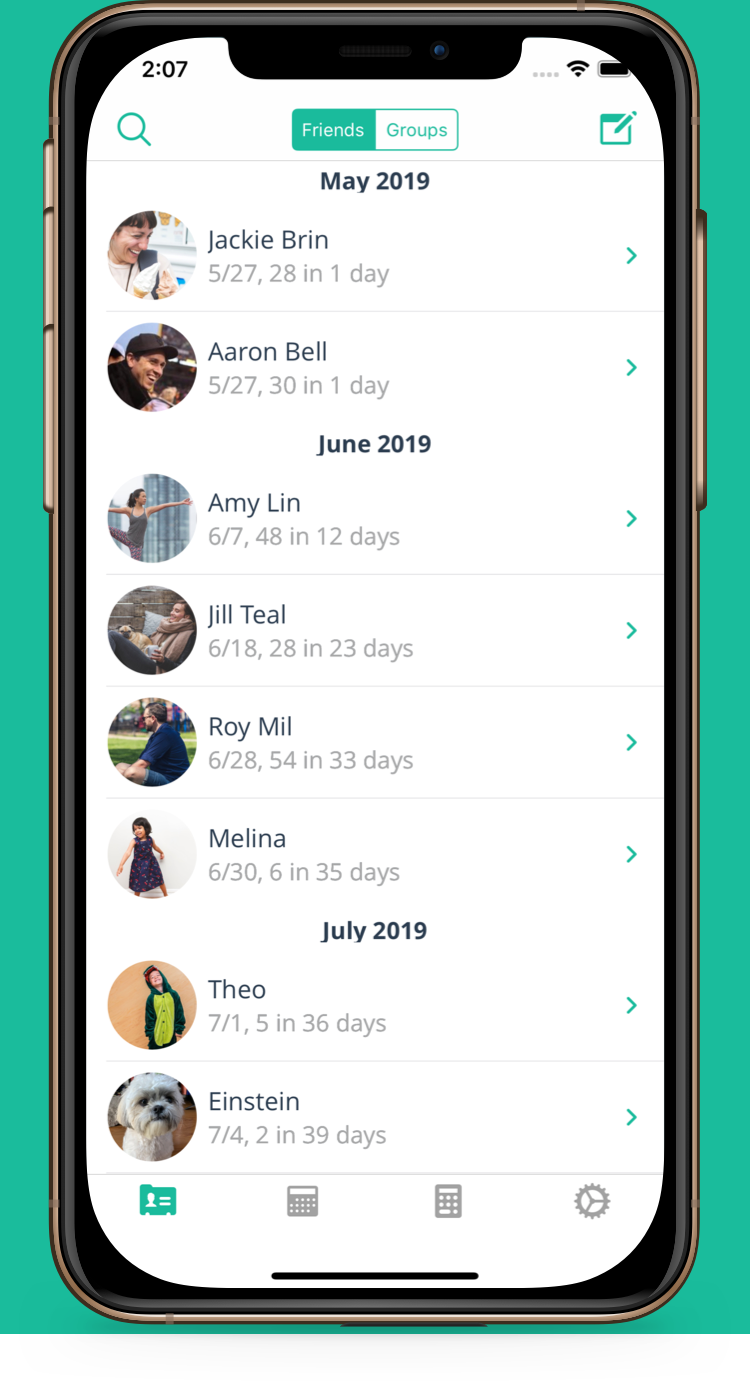 2:07
Friends Groups
May 2019
Jackie Brin
5/27, 28 in 1 day
Aaron Bell
5/27, 30 in 1 day
June 2019
Amy Lin
6/7, 48 in 12 days
Jill Teal
6/18, 28 in 23 days
Roy Mil
6/28, 54 in 33 days
Melina
6/30, 6 in 35 days
July 2019
Theo
7/1, 5 in 36 days
Einstein
7/4, 2 in 39 days